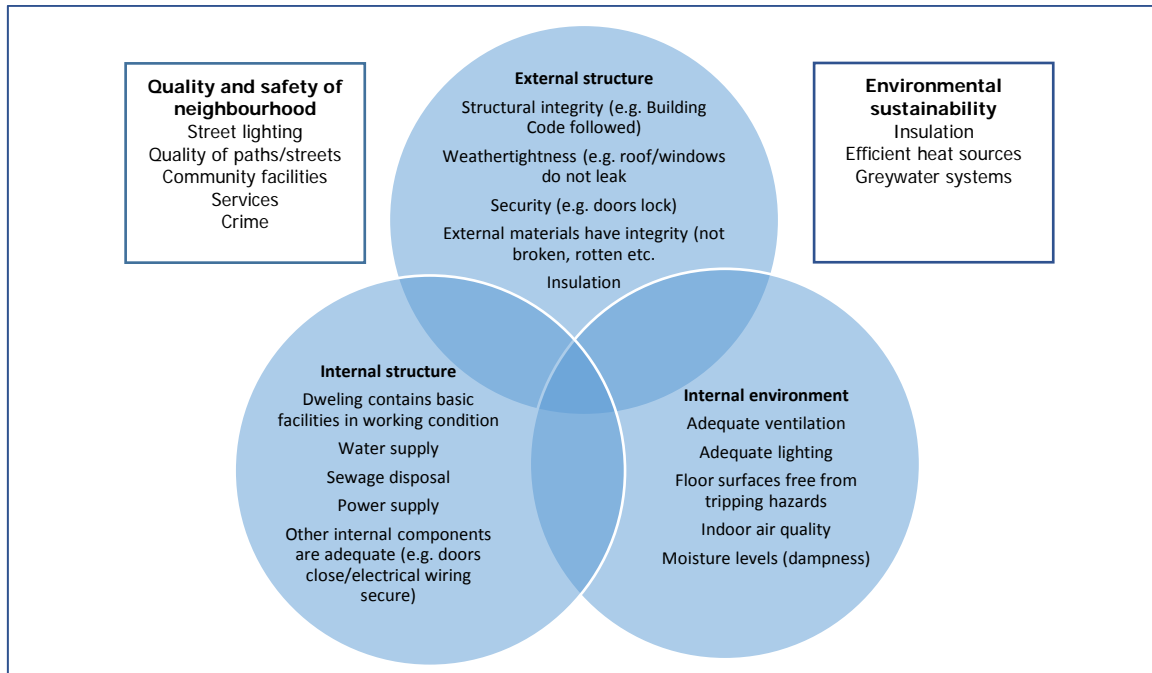 Quality and safety of
neighbourhood
Street lighting
Quality of paths/streets
Community facilities
Services
Crime
External structure
Structural integrity (e.g. Building
Code followed)
Weathertightness (e.g. roof/windows
do not leak
Security (e.g. doors lock)
External materials have integrity (not
broken, rotten etc.
Insulation
Environmental
sustainability
Insulation
Efficient heat sources
Greywater systems
Internal structure
Dweling contains basic
facilities in working condition
Water supply
Sewage disposal
Power supply
Other internal components
are adequate (e.g. doors
close/electrical wiring
secure)
Internal environment
Adequate ventilation
Adequate lighting
Floor surfaces free from
tripping hazards
Indoor air quality
Moisture levels (dampness)